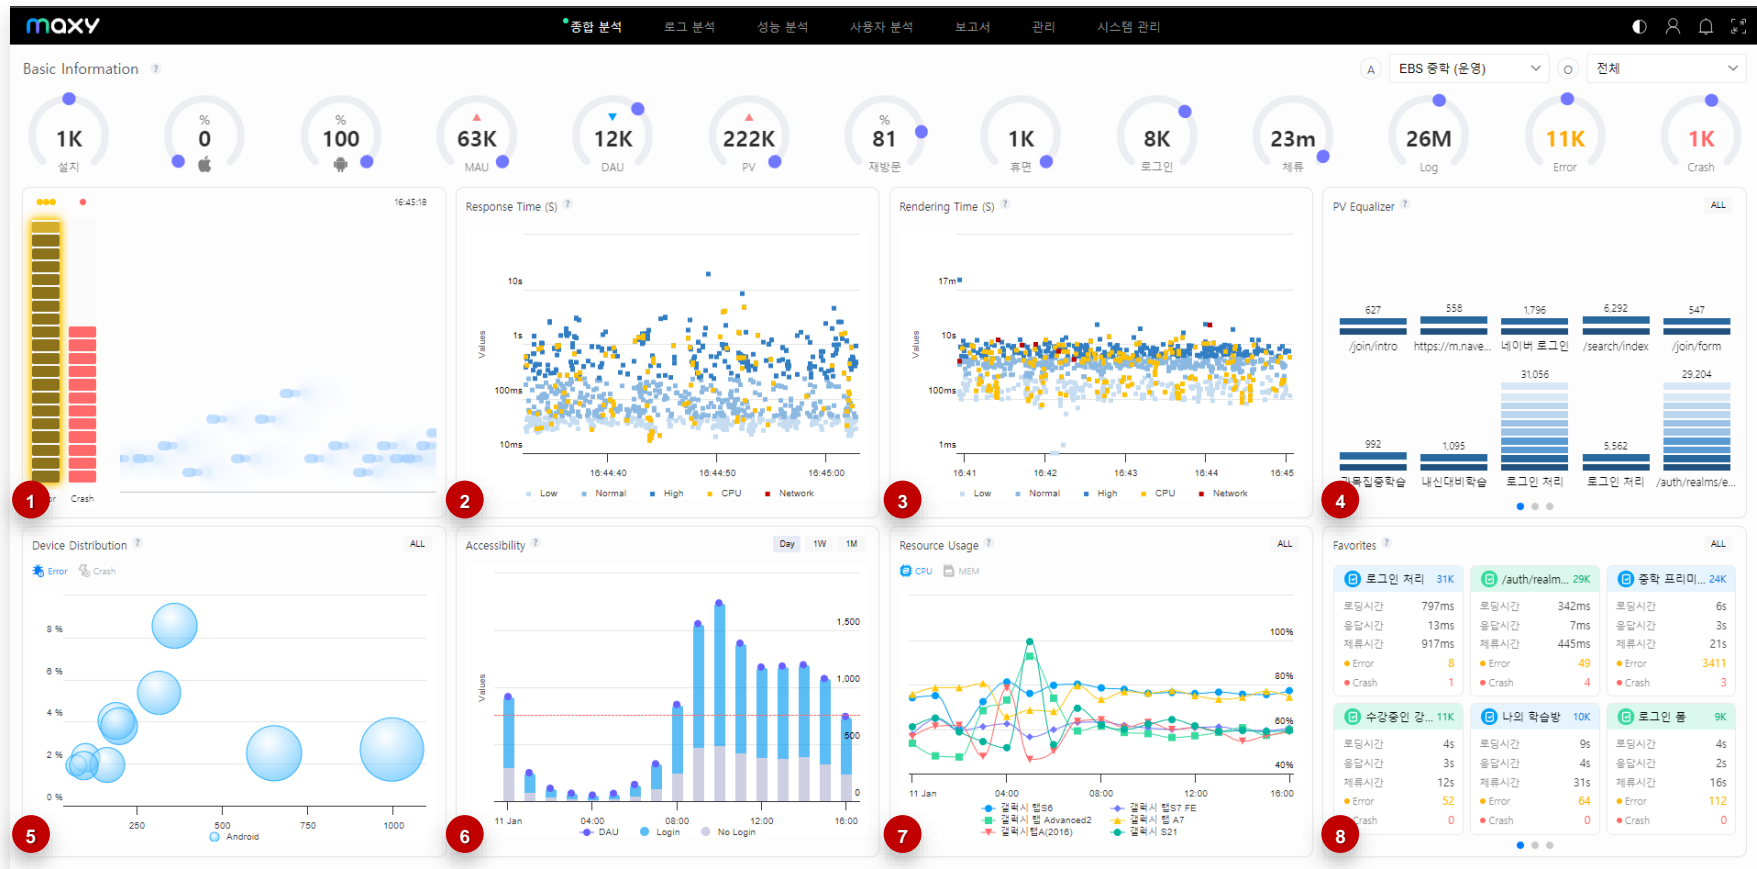 maxy
종합 분석 로그 분석 성능 분석 사용자 분석 보고서 관리 시스템 관리
Basic Information ?
A EBS 중학 (운영) O 전체
1K 설치
% 0
% 100
63K MAU
12K DAU
222K PV
% 81 재방문
1K 휴면
8K 로그인
23m 체류
26M Log
11K Error
1K Crash
16:45:18
Crash
1
Response Time (S) ?
Values
10s
1s
100ms
10ms
16:44:40 16:44:50 16:45:00
Low Normal High CPU Network
2
Rendering Time (S) ?
Values
17m
10s
100ms
1ms
16:41 16:42 16:43 16:44 16:45
Low Normal High CPU Network
3
PV Equalizer ? ALL
627 558 1,796 6,292 547
/join/intro https://m.nave... 네이버 로그인 /search/index /join/form
31,056 29,204
992 1,095 5,562
내신대비학습 로그인 처리 로그인 처리 /auth/realms/e...
4
Device Distribution ? ALL
Error Crash
8 %
6 %
4 %
2 %
0 %
250 500 750 1000
Android
5
Accessibility ? Day 1W 1M
Values
1,500
1,000
500
0
11 Jan 04:00 08:00 12:00 16:00
DAU Login No Login
6
Resource Usage ? ALL
CPU MEM
100%
80%
60%
40%
11 Jan 04:00 08:00 12:00 16:00
갤럭시 탭S6 갤럭시 탭S7 FE
갤럭시 탭 Advanced2 갤럭시 탭 A7
갤럭시탭A(2016) 갤럭시 S21
7
Favorites ? ALL
로그인 처리 31K
로딩시간 797ms
응답시간 13ms
체류시간 917ms
Error 8
Crash 1
/auth/realm... 29K
로딩시간 342ms
응답시간 7ms
체류시간 445ms
Error 49
Crash 4
중학 프리미... 24K
로딩시간 6s
응답시간 3s
체류시간 21s
Error 3411
Crash 3
수강중인 강... 11K
로딩시간 4s
응답시간 3s
체류시간 12s
Error 52
Crash 0
나의 학습방 10K
로딩시간 9s
응답시간 4s
체류시간 31s
Error 64
Crash 0
로그인 폼 9K
로딩시간 4s
응답시간 2s
체류시간 16s
Error 112
Crash 0
8